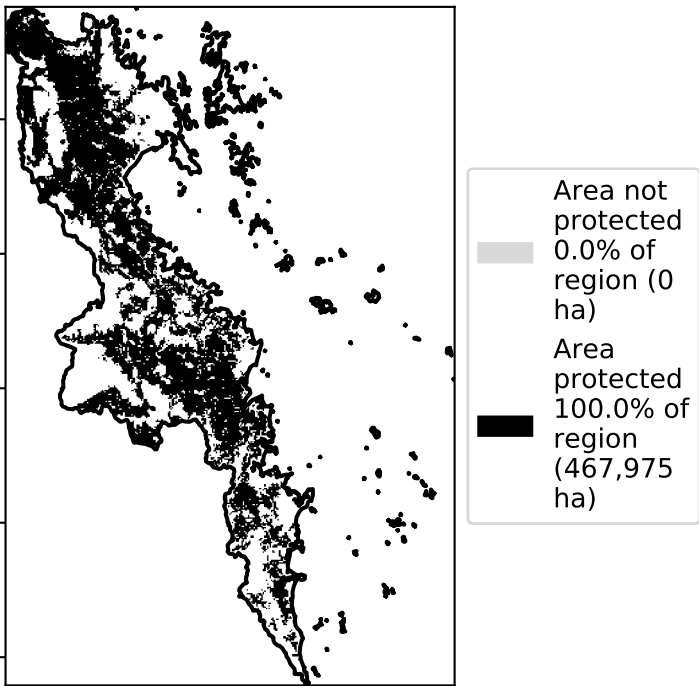 Area not
protected
0.0% of
region (0
ha)
Area
protected
100.0% of
region
(467,975
ha)